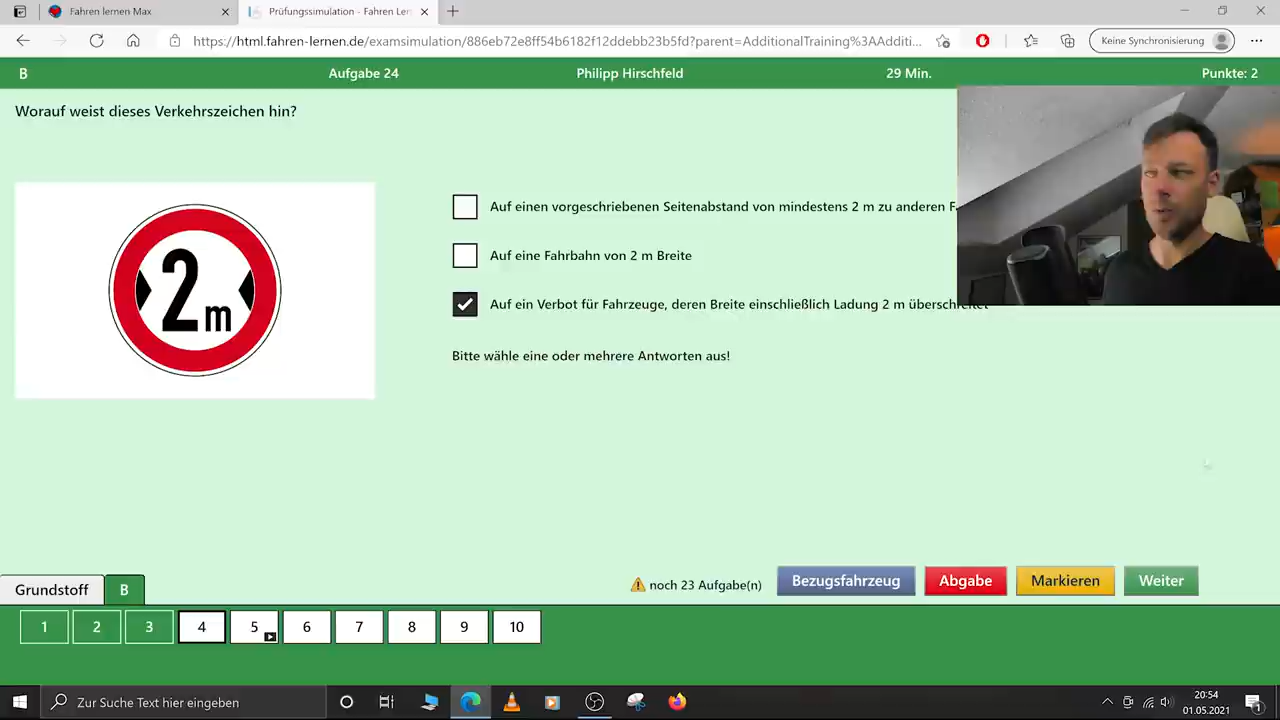 Fahren lernen Max
Prüfungssimulation - Fahren Ler
https://html.fahren-lernen.de/examsimulation/886eb72e8ff54b6182f12ddebb23b5fd?parent=AdditionalTraining%3AAdditi...
Keine Synchronisierung
B
Aufgabe 24
Philipp Hirschfeld
29 Min.
Punkte: 2
Worauf weist dieses Verkehrszeichen hin?
2 m
Auf einen vorgeschriebenen Seitenabstand von mindestens 2 m zu anderen
Auf eine Fahrbahn von 2 m Breite
Auf ein Verbot für Fahrzeuge, deren Breite einschließlich Ladung 2 m überschreitet
Bitte wähle eine oder mehrere Antworten aus!
Grundstoff
B
noch 23 Aufgabe(n)
Bezugsfahrzeug
Abgabe
Markieren
Weiter
1 2 3 4 5 6 7 8 9 10
Zur Suche Text hier eingeben
20:54
01.05.2021
1